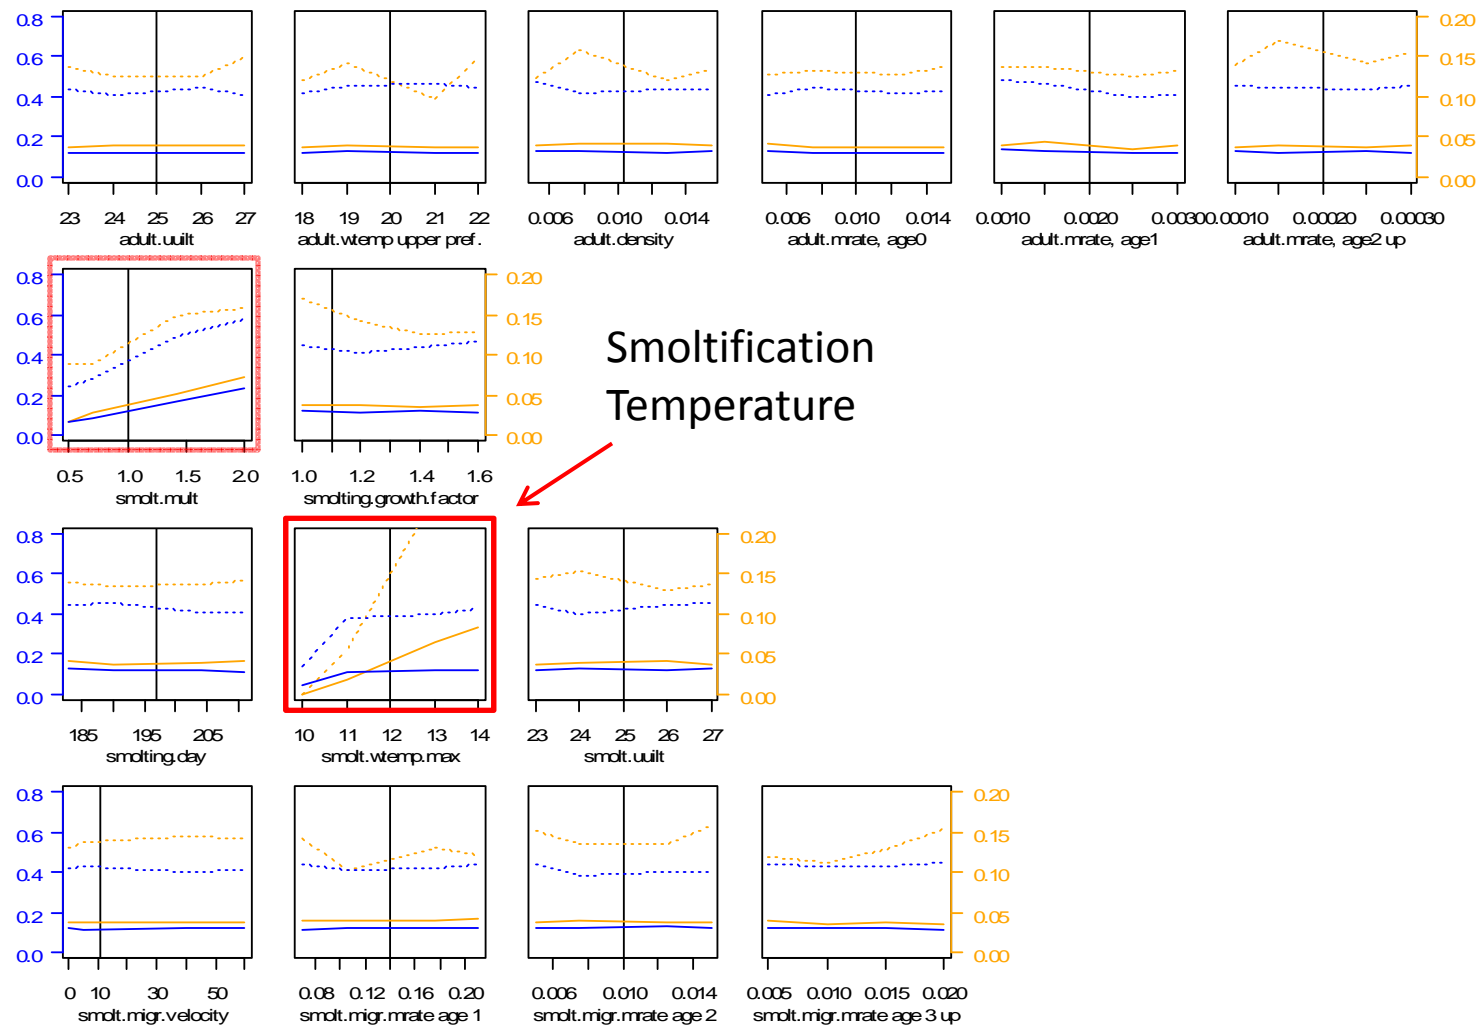 0.8
0.6
0.4
0.2
0.0
0.20
0.15
0.10
0.05
0.00
23 24 25 26 27
18 19 20 21 22
0.006 0.010 0.014
0.006 0.010 0.014
0.0010 0.0020 0.0030
0.00010 0.00020 0.00030
adult.uuilt
adult.wtemp upper pref.
adult.density
adult.mrate, age0
adult.mrate, age1
adult.mrate, age2 up
0.8
0.6
0.4
0.2
0.0
0.20
0.15
0.10
0.05
0.00
Smoltification
Temperature
0.5 1.0 1.5 2.0
1.0 1.2 1.4 1.6
smolt.mult
smolting.growth.factor
0.8
0.6
0.4
0.2
0.0
0.20
0.15
0.10
0.05
0.00
185 195 205
10 11 12 13 14
23 24 25 26 27
smolting.day
smolt.wtemp.max
smolt.uuilt
0.8
0.6
0.4
0.2
0.0
0.20
0.15
0.10
0.05
0.00
0 10 30 50
0.08 0.12 0.16 0.20
0.006 0.010 0.014
0.005 0.010 0.015 0.020
smolt.migr.velocity
smolt.migr.mrate age 1
smolt.migr.mrate age 2
smolt.migr.mrate age 3 up